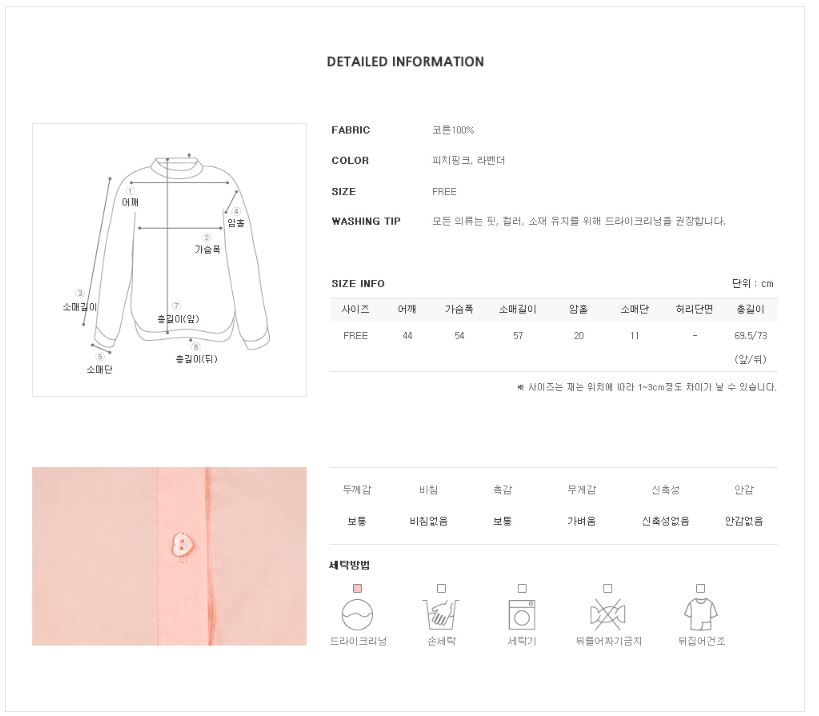 DETAILED INFORMATION
FABRIC 코튼100%
COLOR 피치핑크, 라벤더
SIZE FREE
WASHING TIP 모든 의류는 핏, 컬러, 소재 유지를 위해 드라이크리닝을 권장합니다.
① 어깨
④ 암홀
② 가슴폭
③ 소매길이
⑦ 총길이(앞)
⑧ 총길이(뒤)
⑤ 소매단
SIZE INFO 단위 : cm
사이즈 어깨 가슴폭 소매길이 암홀 소매단 허리단면 총길이
FREE 44 54 57 20 11 - 69.5/73
(앞/뒤)
※ 사이즈는 재는 위치에 따라 1~3cm정도 차이가 날 수 있습니다.
두께감 비침 촉감 무게감 신축성 안감
보통 비침없음 보통 가벼움 신축성없음 안감없음
세탁방법
드라이크리닝 손세탁 세탁기 뒤틀어짜기금지 뒤집어건조